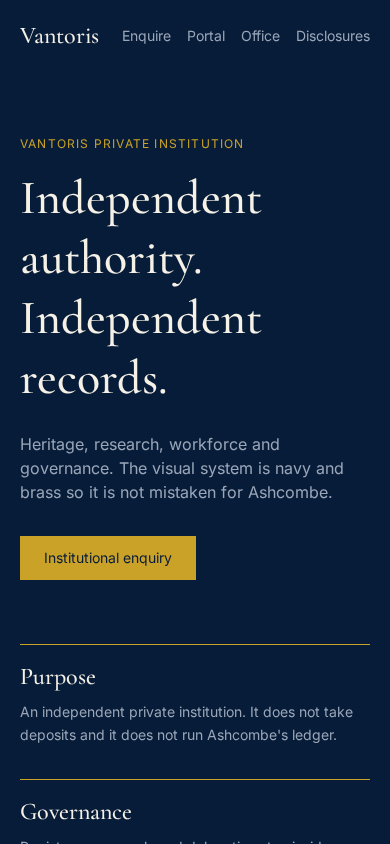 Vantoris Enquire Portal Office Disclosures
VANTORIS PRIVATE INSTITUTION
Independent
authority.
Independent
records.
Heritage, research, workforce and
governance. The visual system is navy and
brass so it is not mistaken for Ashcombe.
Institutional enquiry
Purpose
An independent private institution. It does not take
deposits and it does not run Ashcombe's ledger.
Governance